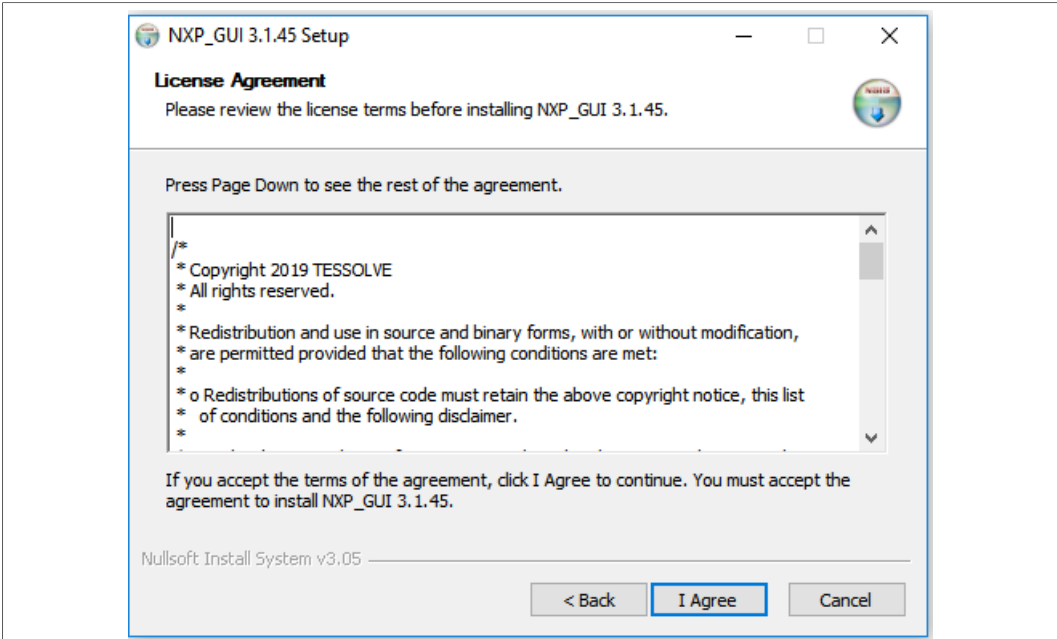 NXP_GUI 3.1.45 Setup
License Agreement
Please review the license terms before installing NXP_GUI 3.1.45.
Press Page Down to see the rest of the agreement.
/*
* Copyright 2019 TESSOLVE
* All rights reserved.
*
* Redistribution and use in source and binary forms, with or without modification,
* are permitted provided that the following conditions are met:
*
* o Redistributions of source code must retain the above copyright notice, this list
*   of conditions and the following disclaimer.
*
If you accept the terms of the agreement, click I Agree to continue. You must accept the
agreement to install NXP_GUI 3.1.45.
Nullsoft Install System v3.05
< Back
I Agree
Cancel